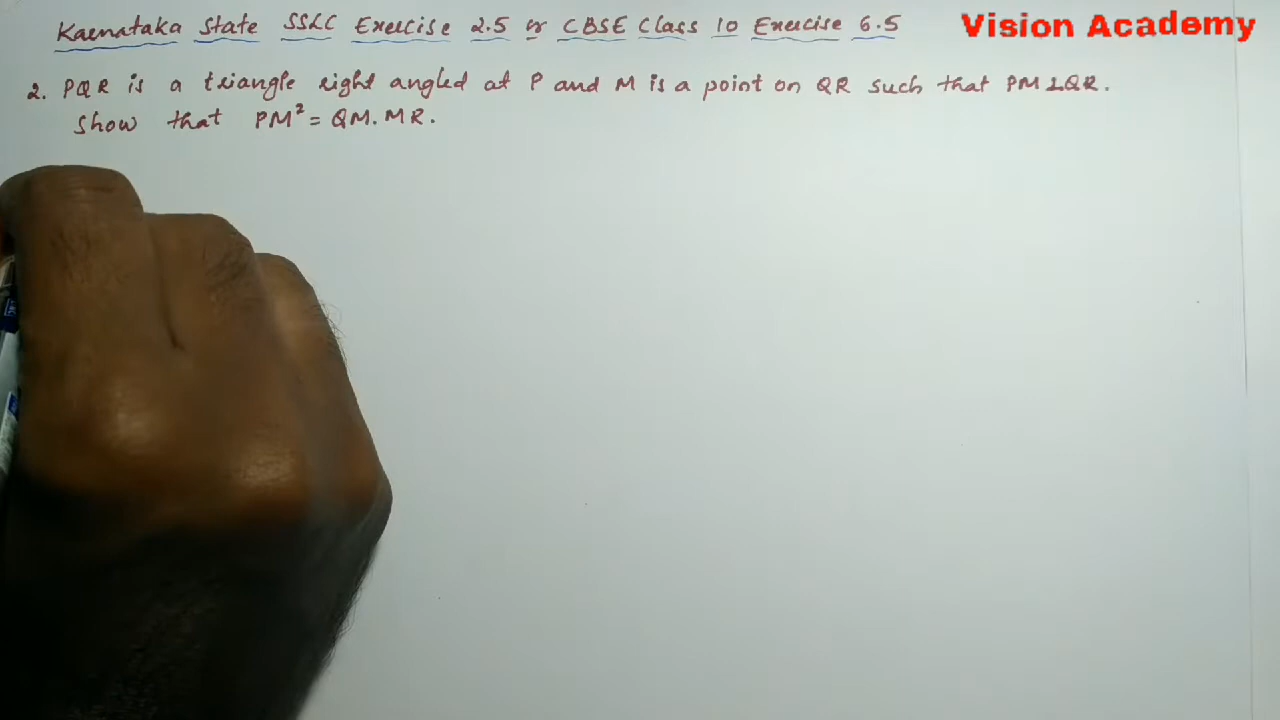 Karnataka State SSLC Exercise 2.5 or CBSE Class 10 Exercise 6.5
Vision Academy
2. PQR is a triangle right angled at P and M is a point on QR such that PM⊥QR.
Show that PM² = QM.MR.